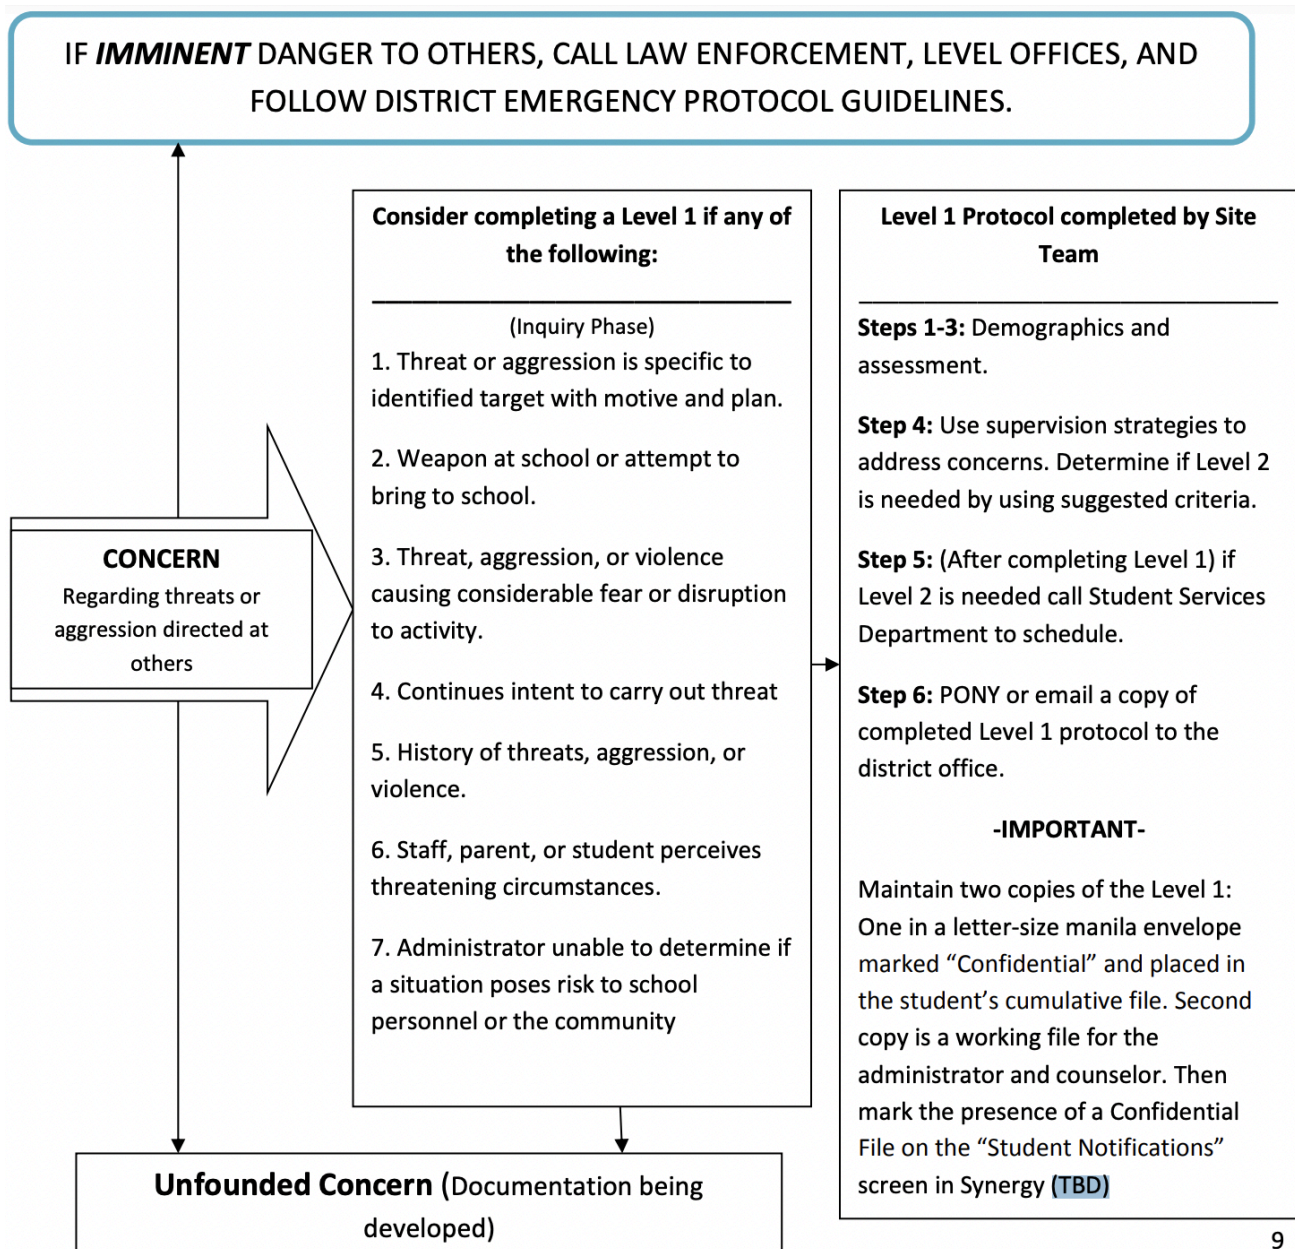 IF IMMINENT DANGER TO OTHERS, CALL LAW ENFORCEMENT, LEVEL OFFICES, AND
FOLLOW DISTRICT EMERGENCY PROTOCOL GUIDELINES.
CONCERN
Regarding threats or
aggression directed at
others
Consider completing a Level 1 if any of
the following:
(Inquiry Phase)
1. Threat or aggression is specific to
identified target with motive and plan.
2. Weapon at school or attempt to
bring to school.
3. Threat, aggression, or violence
causing considerable fear or disruption
to activity.
4. Continues intent to carry out threat
5. History of threats, aggression, or
violence.
6. Staff, parent, or student perceives
threatening circumstances.
7. Administrator unable to determine if
a situation poses risk to school
personnel or the community
Level 1 Protocol completed by Site
Team
Steps 1-3: Demographics and
assessment.
Step 4: Use supervision strategies to
address concerns. Determine if Level 2
is needed by using suggested criteria.
Step 5: (After completing Level 1) if
Level 2 is needed call Student Services
Department to schedule.
Step 6: PONY or email a copy of
completed Level 1 protocol to the
district office.
-IMPORTANT-
Maintain two copies of the Level 1:
One in a letter-size manila envelope
marked “Confidential” and placed in
the student’s cumulative file. Second
copy is a working file for the
administrator and counselor. Then
mark the presence of a Confidential
File on the “Student Notifications”
screen in Synergy (TBD)
Unfounded Concern (Documentation being
developed)
9